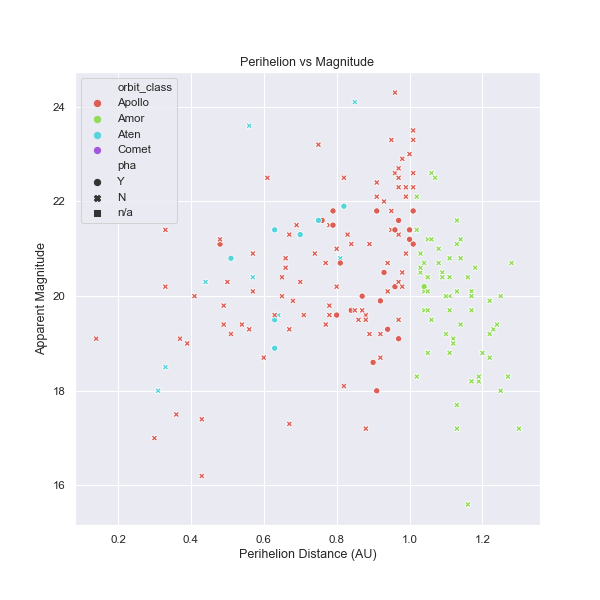 Perihelion vs Magnitude
orbit_class
Apollo
Amor
Aten
Comet
pha
Y
N
n/a
24
22
20
18
16
Apparent Magnitude
0.2 0.4 0.6 0.8 1.0 1.2
Perihelion Distance (AU)